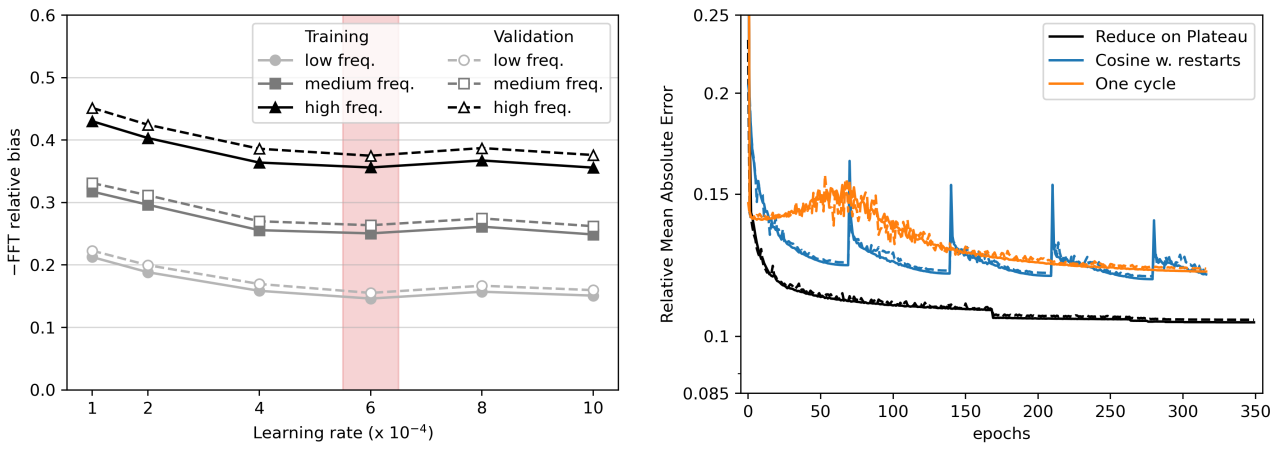 0.6
0.5
0.4
0.3
0.2
0.1
0.0
−FFT relative bias
Training Validation
low freq. low freq.
medium freq. medium freq.
high freq. high freq.
1 2 4 6 8 10
Learning rate (x 10⁻⁴)
0.25
0.2
0.15
0.1
0.085
Relative Mean Absolute Error
Reduce on Plateau
Cosine w. restarts
One cycle
0 50 100 150 200 250 300 350
epochs